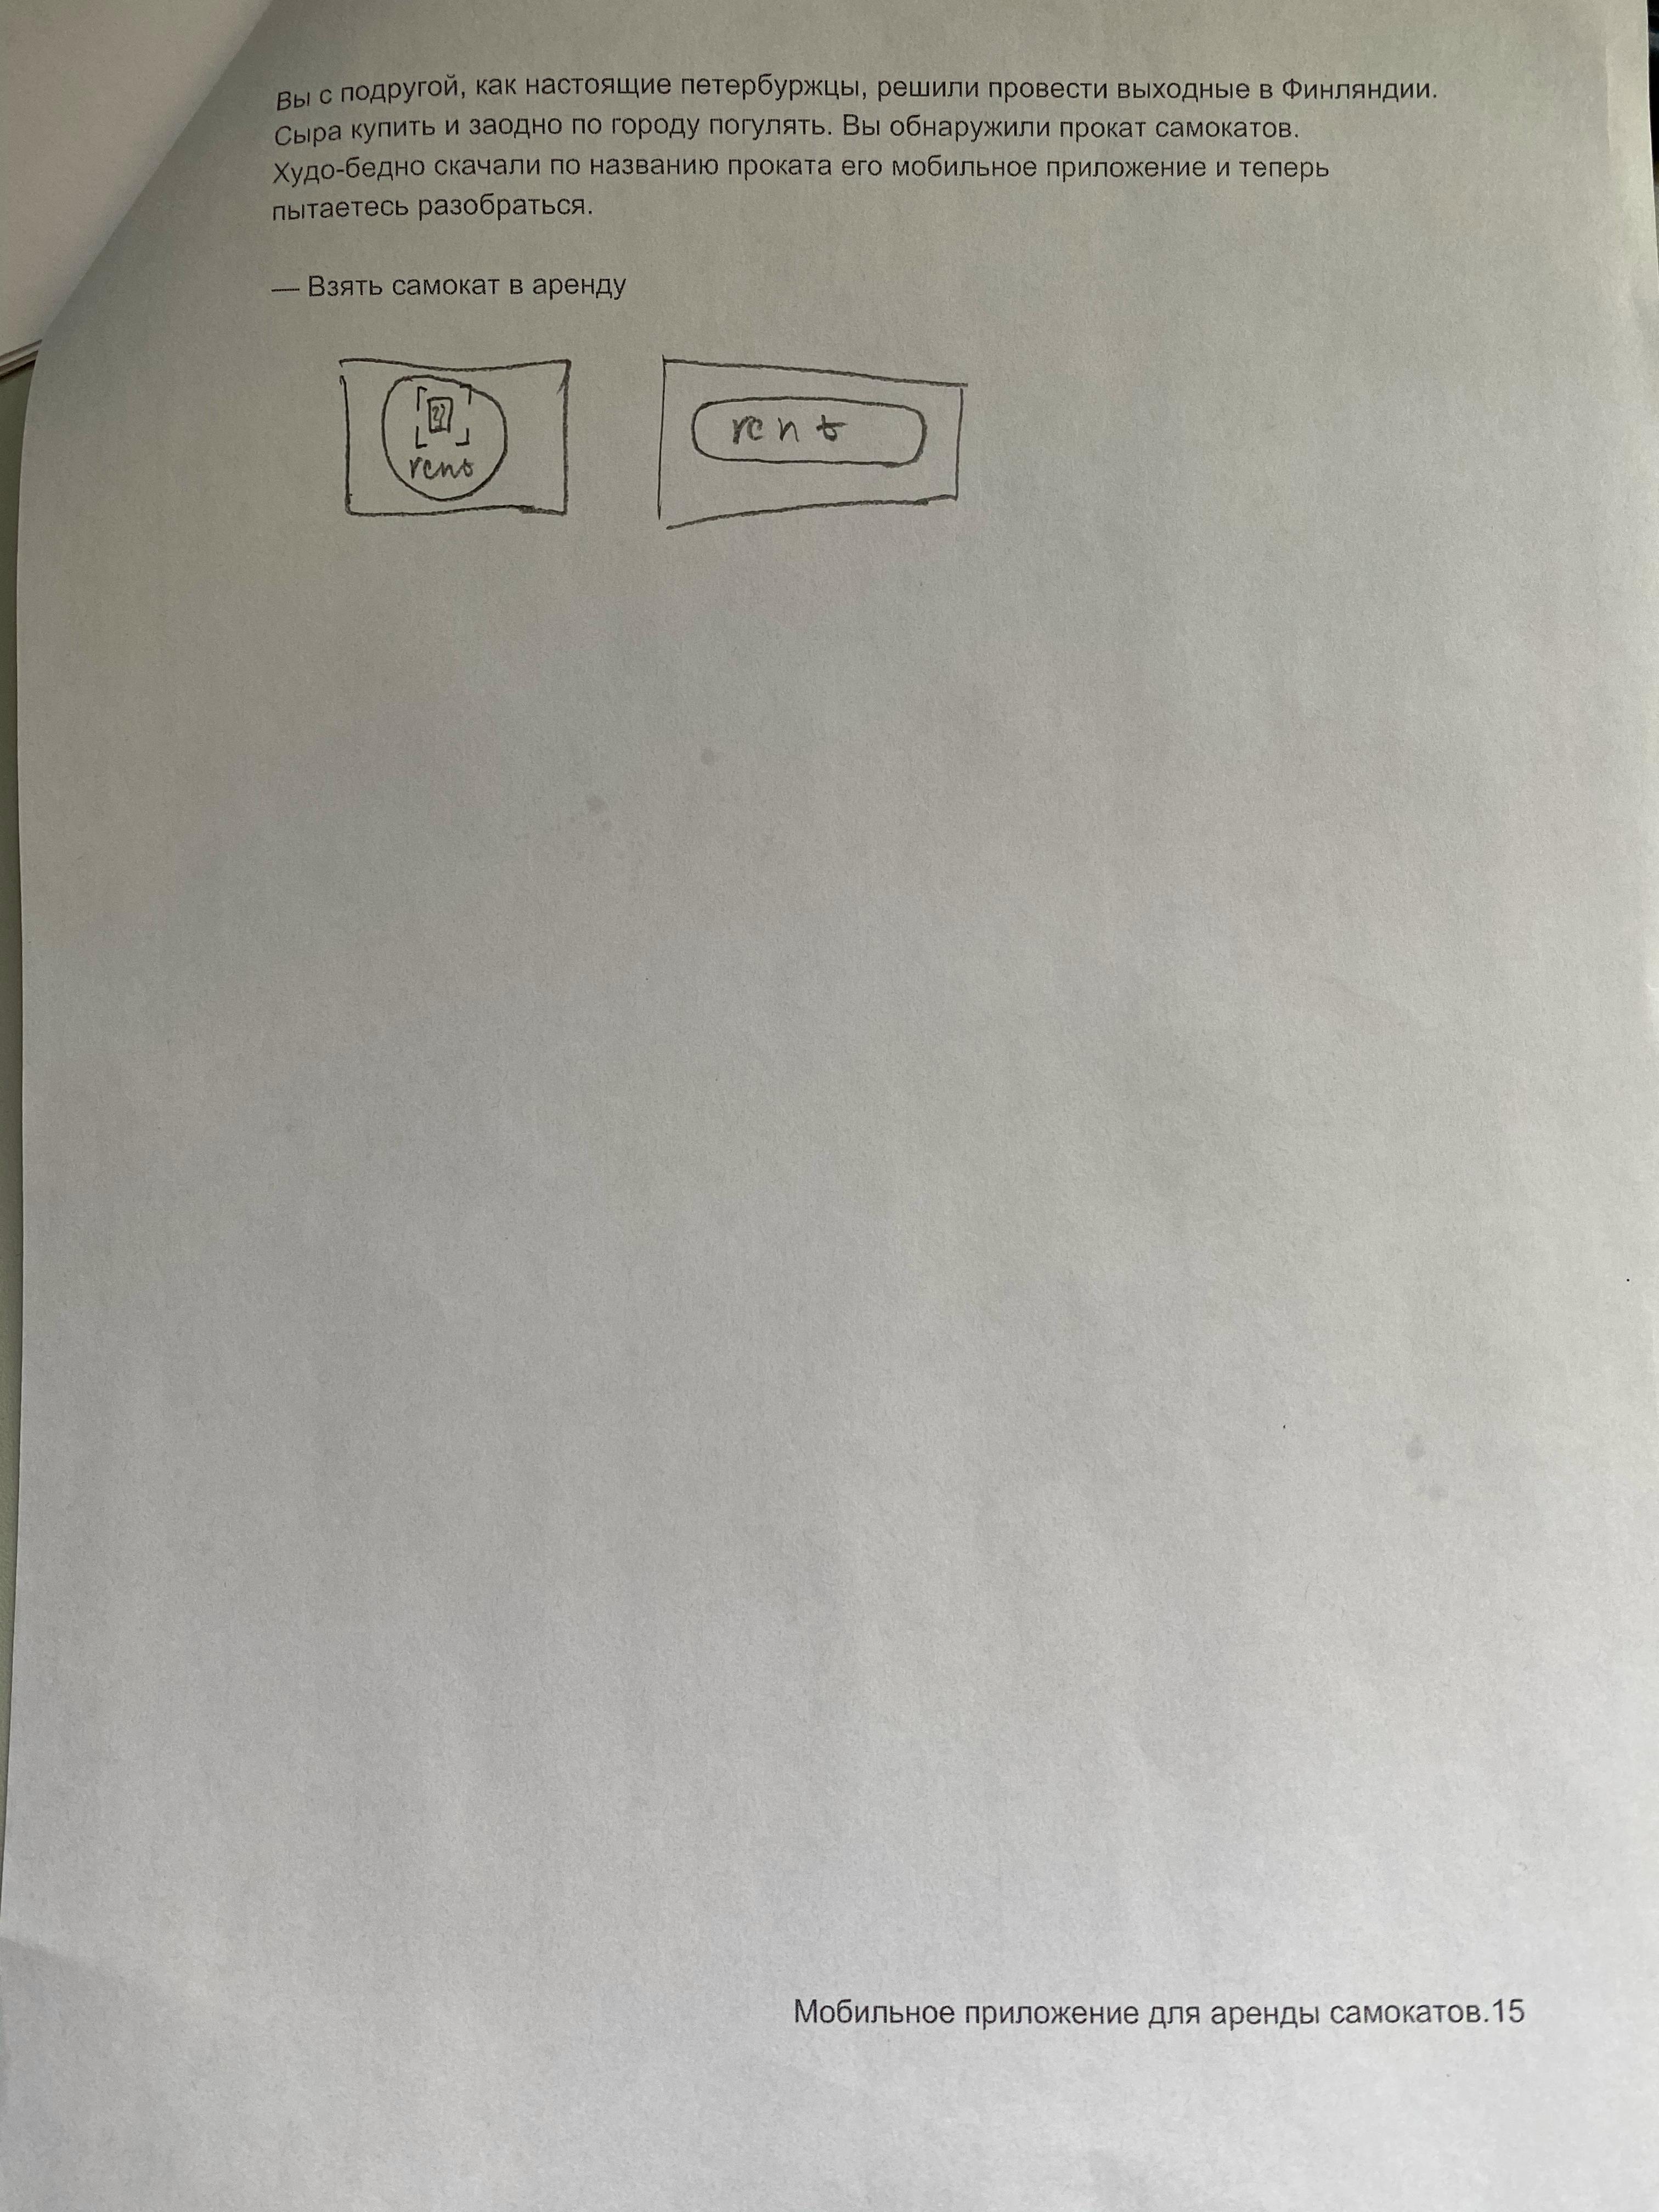 Вы с подругой, как настоящие петербуржцы, решили провести выходные в Финляндии.
Сыра купить и заодно по городу погулять. Вы обнаружили прокат самокатов.
Худо-бедно скачали по названию проката его мобильное приложение и теперь
пытаетесь разобраться.
— Взять самокат в аренду
rent
rent
Мобильное приложение для аренды самокатов.15